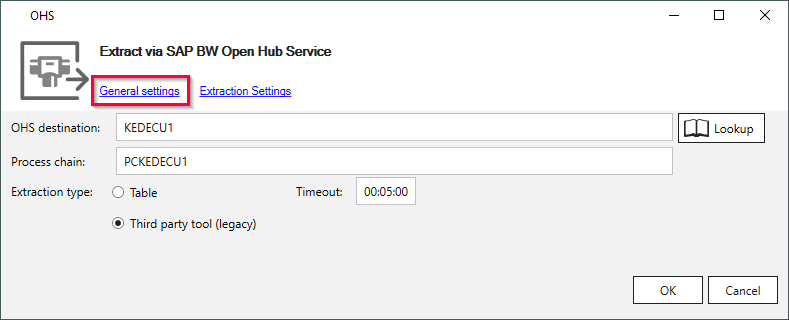 OHS
Extract via SAP BW Open Hub Service
General settings Extraction Settings
OHS destination: KEDECU1 Lookup
Process chain: PCKEDECU1
Extraction type: Table Timeout: 00:05:00
Third party tool (legacy)
OK Cancel